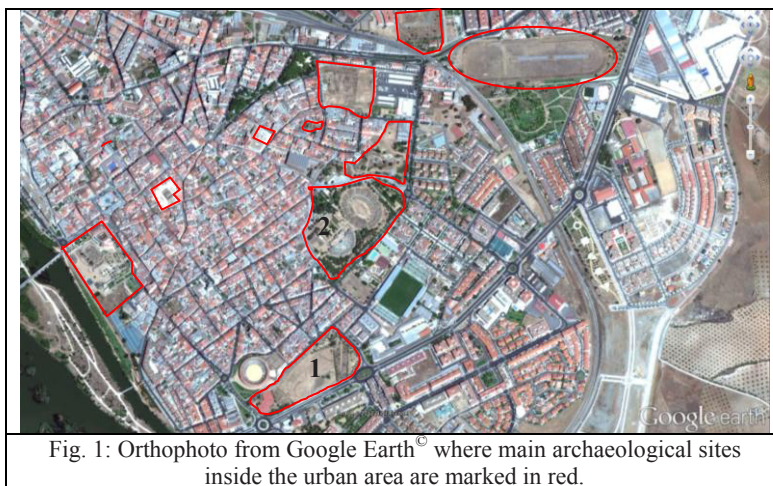 2
1
Google earth
Fig. 1: Orthophoto from Google Earth© where main archaeological sites
inside the urban area are marked in red.